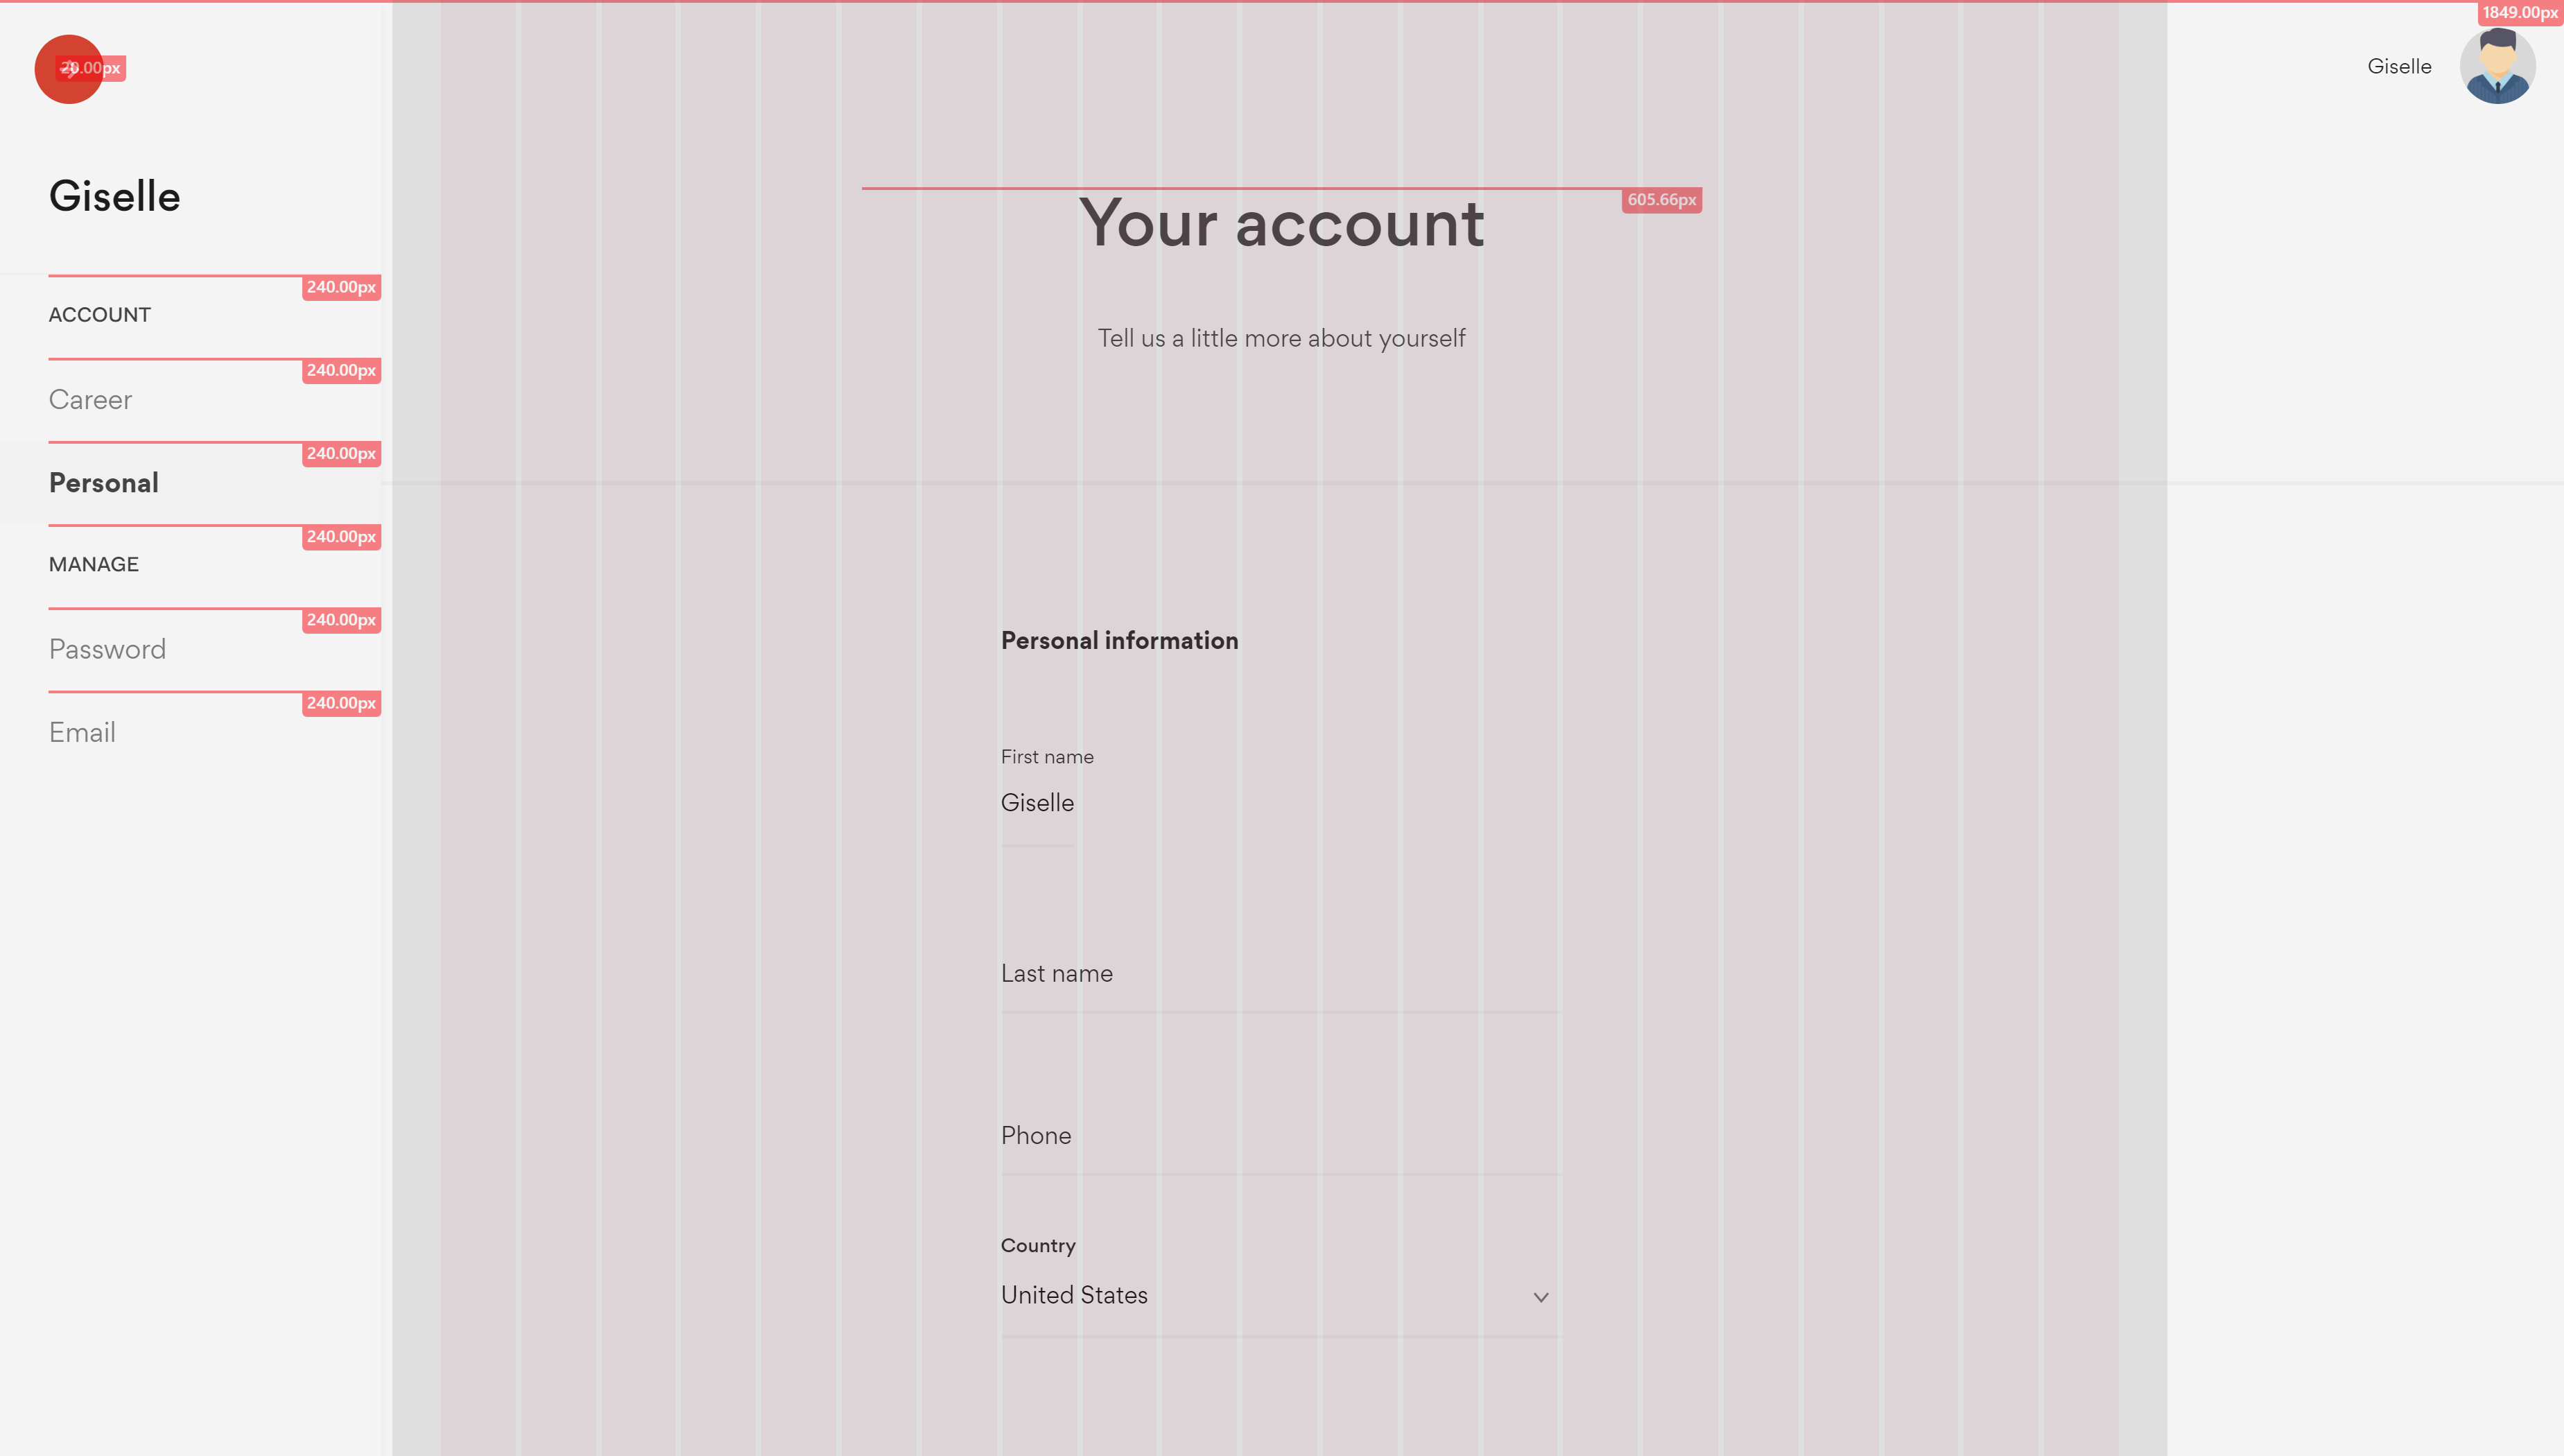 1849.00px
20.00px
Giselle
Giselle
240.00px
ACCOUNT
240.00px
Career
240.00px
Personal
240.00px
MANAGE
240.00px
Password
240.00px
Email
605.66px
Your account
Tell us a little more about yourself
Personal information
First name
Giselle
Last name
Phone
Country
United States